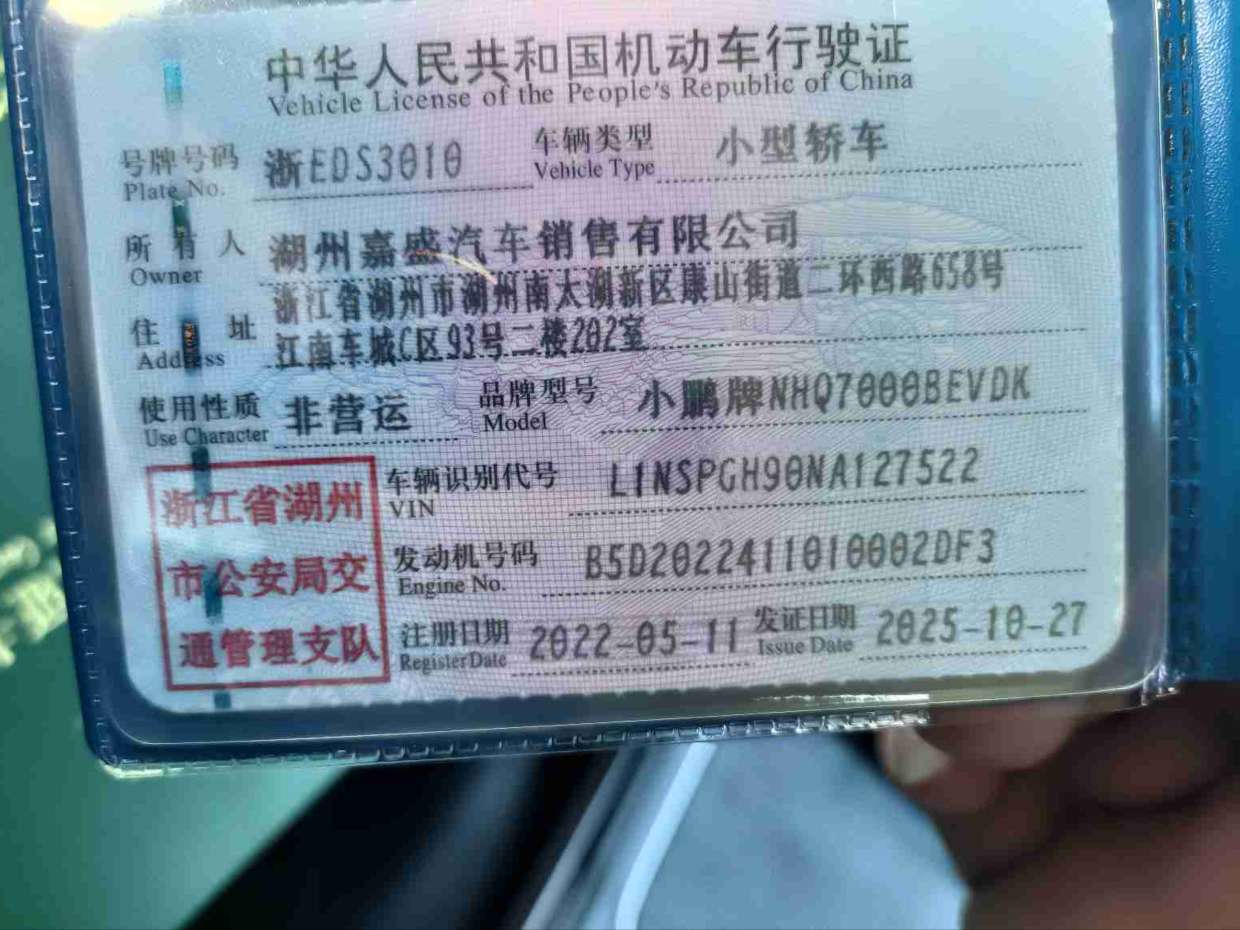 中华人民共和国机动车行驶证
Vehicle License of the People's Republic of China
号牌号码 浙EDS3010 车辆类型 小型轿车
Plate No. Vehicle Type
所有人 湖州嘉盛汽车销售有限公司
Owner
住址 浙江省湖州市湖州南太湖新区康山街道二环西路658号
Address 江南车城C区93号二楼202室
使用性质 非营运 品牌型号 小鹏牌NHQ7000BEVDK
Use Character Model
浙江省湖州 车辆识别代号 L1NSPGH90NA127522
VIN
市公安局交 发动机号码 B5D2022411010002DF3
Engine No.
通管理支队 注册日期 2022-05-11 发证日期 2025-10-27
Register Date Issue Date